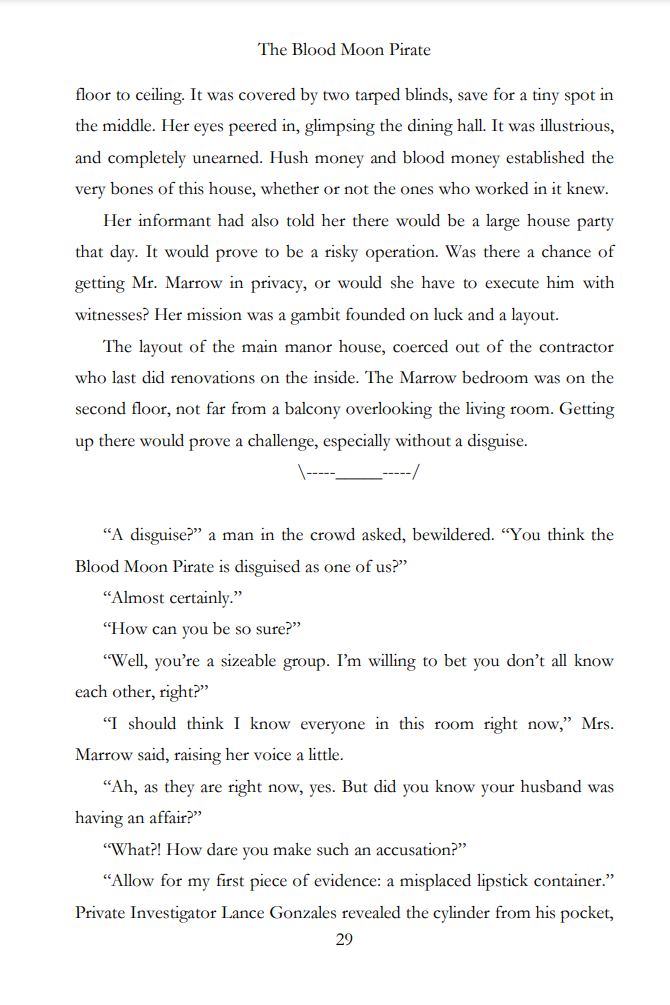 The Blood Moon Pirate
floor to ceiling. It was covered by two tarped blinds, save for a tiny spot in
the middle. Her eyes peered in, glimpsing the dining hall. It was illustrious,
and completely unearned. Hush money and blood money established the
very bones of this house, whether or not the ones who worked in it knew.
Her informant had also told her there would be a large house party
that day. It would prove to be a risky operation. Was there a chance of
getting Mr. Marrow in privacy, or would she have to execute him with
witnesses? Her mission was a gambit founded on luck and a layout.
The layout of the main manor house, coerced out of the contractor
who last did renovations on the inside. The Marrow bedroom was on the
second floor, not far from a balcony overlooking the living room. Getting
up there would prove a challenge, especially without a disguise.
\-----______-----/
“A disguise?” a man in the crowd asked, bewildered. “You think the
Blood Moon Pirate is disguised as one of us?”
“Almost certainly.”
“How can you be so sure?”
“Well, you’re a sizeable group. I’m willing to bet you don’t all know
each other, right?”
“I should think I know everyone in this room right now,” Mrs.
Marrow said, raising her voice a little.
“Ah, as they are right now, yes. But did you know your husband was
having an affair?”
“What?! How dare you make such an accusation?”
“Allow for my first piece of evidence: a misplaced lipstick container.”
Private Investigator Lance Gonzales revealed the cylinder from his pocket,
29